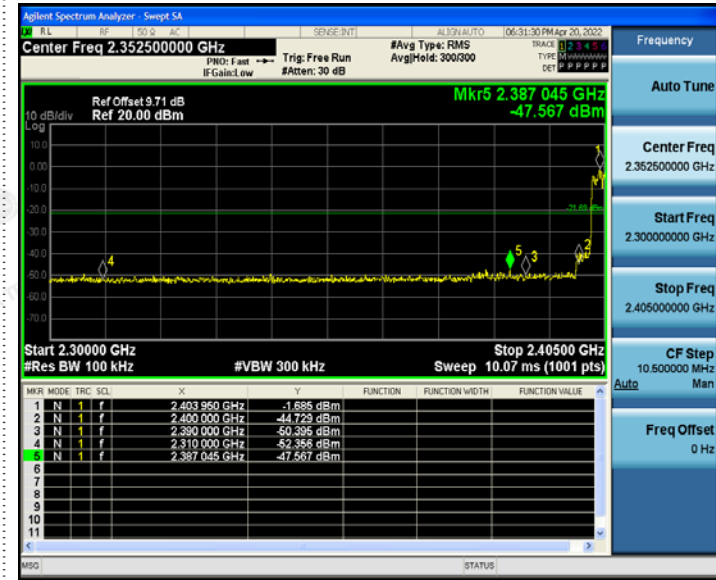 Agilent Spectrum Analyzer - Swept SA
RL RF 50 Ω AC SENSE:INT ALIGNAUTO 06:31:30 PM Apr 20, 2022
Center Freq 2.352500000 GHz #Avg Type: RMS TRACE 1 2 3 4 5 6
PNO: Fast Trig: Free Run Avg|Hold: 300/300 TYPE M
IFGain:Low #Atten: 30 dB DET P P P P P P
Mkr5 2.387 045 GHz
-47.567 dBm
Ref Offset 9.71 dB
10 dB/div Ref 20.00 dBm
Log
10.0
0.00
-10.0
-20.0
-30.0
-40.0
-50.0
-60.0
-70.0
1
-21.69 dBm
2
3
4
5
Start 2.30000 GHz Stop 2.40500 GHz
#Res BW 100 kHz #VBW 300 kHz Sweep 10.07 ms (1001 pts)
MKR MODE TRC SCL X Y FUNCTION FUNCTION WIDTH FUNCTION VALUE
1 N 1 f 2.403 950 GHz -1.685 dBm
2 N 1 f 2.400 000 GHz -44.729 dBm
3 N 1 f 2.390 000 GHz -50.395 dBm
4 N 1 f 2.310 000 GHz -52.356 dBm
5 N 1 f 2.387 045 GHz -47.567 dBm
6
7
8
9
10
11
MSG STATUS
Frequency
Auto Tune
Center Freq
2.352500000 GHz
Start Freq
2.300000000 GHz
Stop Freq
2.405000000 GHz
CF Step
10.500000 MHz
Auto Man
Freq Offset
0 Hz